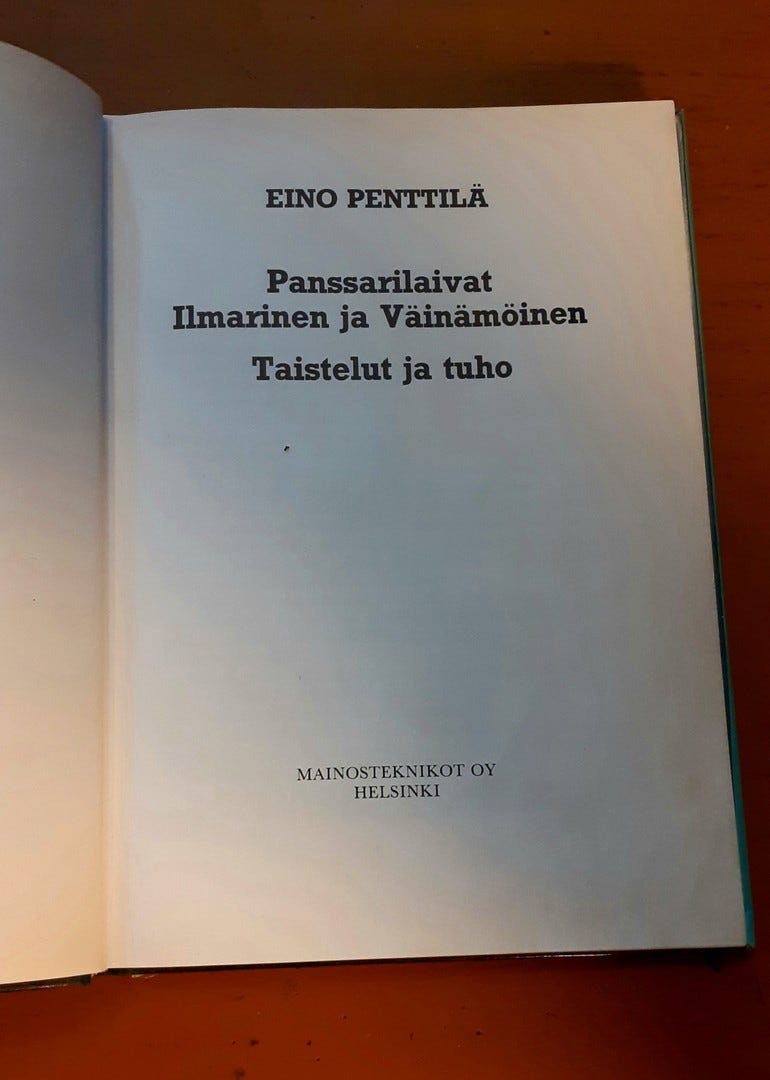 EINO PENTTILÄ
Panssarilaivat
Ilmarinen ja Väinämöinen
Taistelut ja tuho
MAINOSTEKNIKOT OY
HELSINKI